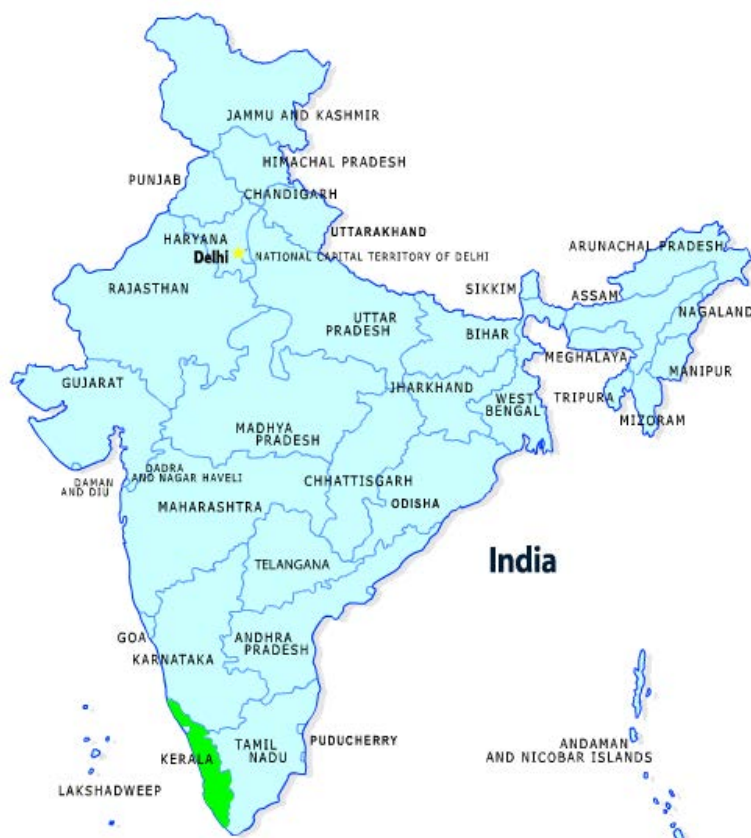 JAMMU AND KASHMIR
HIMACHAL PRADESH
PUNJAB
CHANDIGARH
UTTARAKHAND
HARYANA
Delhi
NATIONAL CAPITAL TERRITORY OF DELHI
ARUNACHAL PRADESH
RAJASTHAN
SIKKIM
ASSAM
NAGALAND
UTTAR
PRADESH
BIHAR
MEGHALAYA
MANIPUR
GUJARAT
JHARKHAND
WEST
BENGAL
TRIPURA
MIZORAM
MADHYA
PRADESH
DADRA
AND NAGAR HAVELI
DAMAN
AND DIU
CHHATTISGARH
MAHARASHTRA
ODISHA
India
TELANGANA
GOA
KARNATAKA
ANDHRA
PRADESH
KERALA
TAMIL
NADU
PUDUCHERRY
ANDAMAN
AND NICOBAR ISLANDS
LAKSHADWEEP